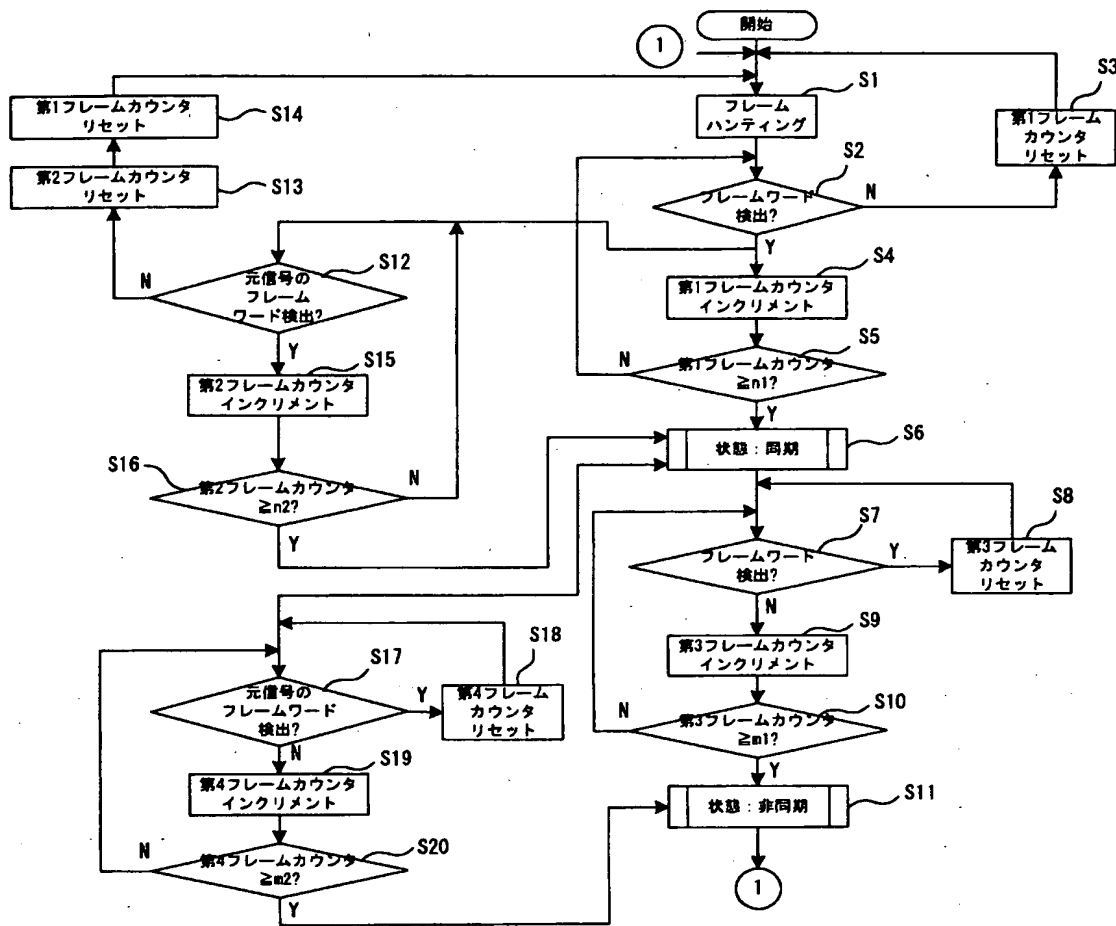 開始
1
S1
フレーム
ハンティング
S2
フレームワード
検出?
N
Y
S3
第1フレーム
カウンタ
リセット
S4
第1フレームカウンタ
インクリメント
S5
第1フレームカウンタ
≧n1?
N
Y
S6
状態:同期
S7
フレームワード
検出?
Y
N
S8
第3フレーム
カウンタ
リセット
S9
第3フレームカウンタ
インクリメント
S10
第3フレームカウンタ
≧m1?
N
Y
S11
状態:非同期
1
S14
第1フレームカウンタ
リセット
S13
第2フレームカウンタ
リセット
S12
元信号の
フレーム
ワード検出?
N
Y
S15
第2フレームカウンタ
インクリメント
S16
第2フレームカウンタ
≧n2?
N
Y
S17
元信号の
フレームワード
検出?
Y
N
S18
第4フレーム
カウンタ
リセット
S19
第4フレームカウンタ
インクリメント
S20
第4フレームカウンタ
≧m2?
N
Y